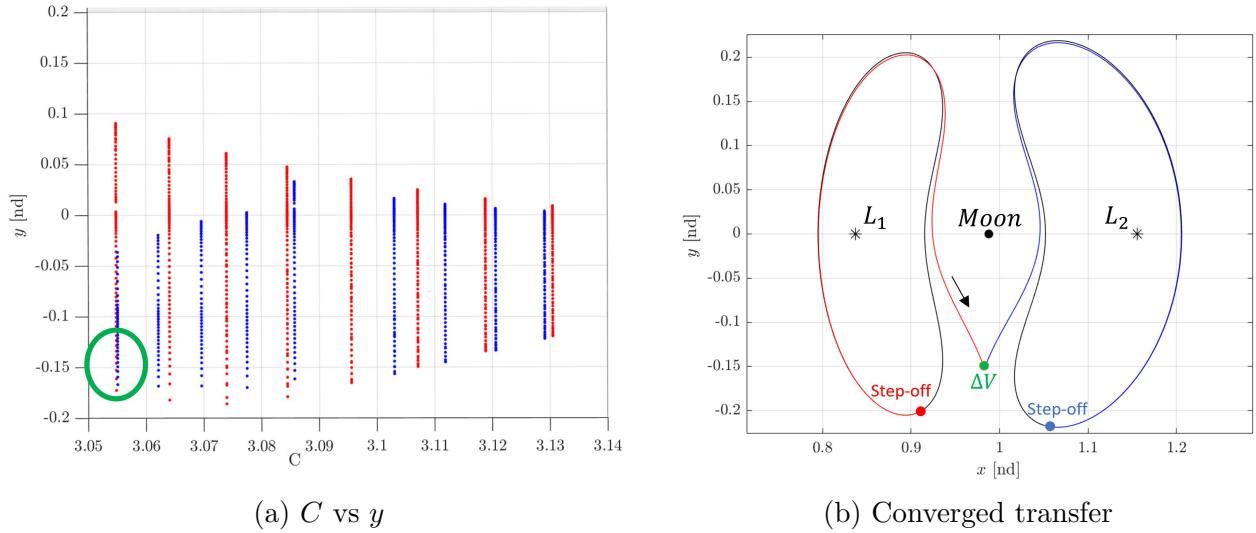 0.2
0.15
0.1
0.05
0
-0.05
-0.1
-0.15
-0.2
y [nd]
3.05 3.06 3.07 3.08 3.09 3.1 3.11 3.12 3.13 3.14
C
(a) C vs y
0.2
0.15
0.1
0.05
0
-0.05
-0.1
-0.15
-0.2
y [nd]
L₁
Moon
L₂
Step-off
ΔV
Step-off
0.8 0.9 1 1.1 1.2
x [nd]
(b) Converged transfer